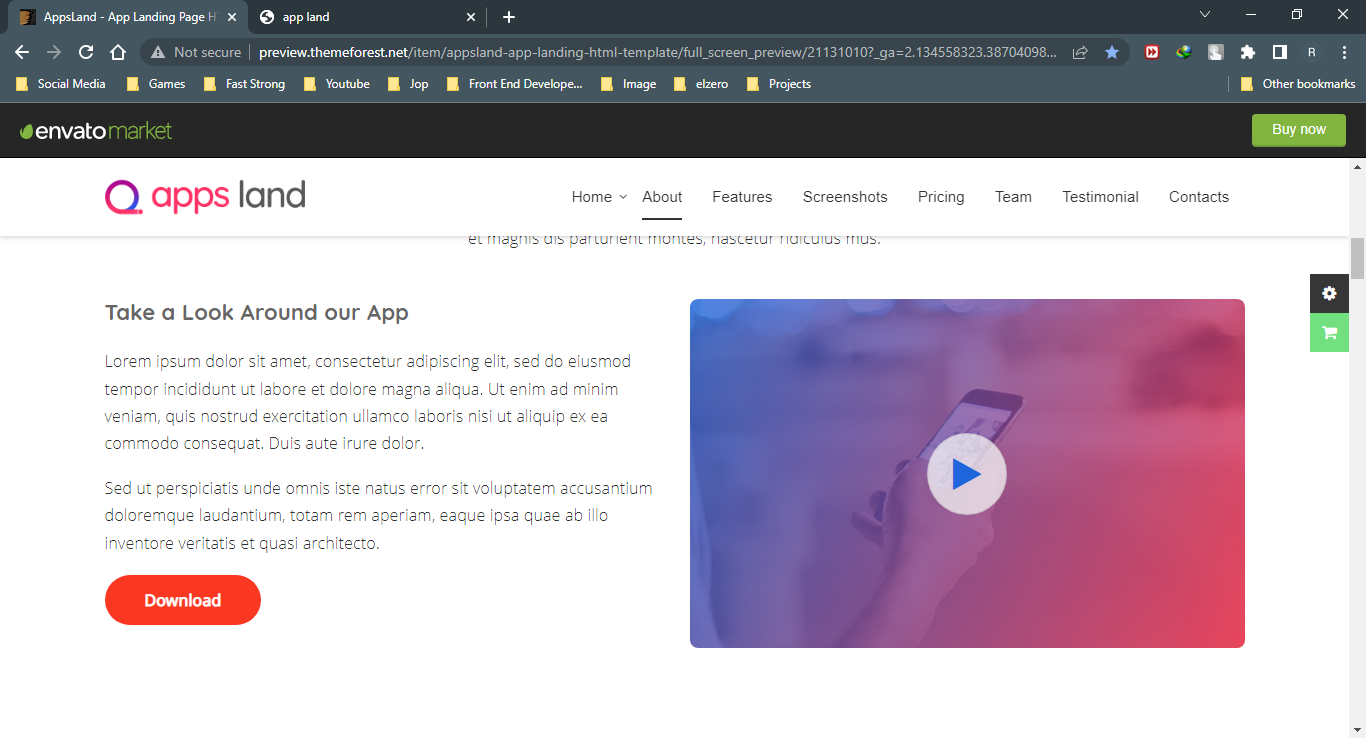 AppsLand - App Landing Page H
app land
Not secure
preview.themeforest.net/item/appsland-app-landing-html-template/full_screen_preview/21131010?_ga=2.134558323.38704098...
R
Social Media
Games
Fast Strong
Youtube
Jop
Front End Develope...
Image
elzero
Projects
Other bookmarks
envatomarket
Buy now
apps land
Home
About
Features
Screenshots
Pricing
Team
Testimonial
Contacts
et magnis dis parturient montes, nascetur ridiculus mus.
Take a Look Around our App
Lorem ipsum dolor sit amet, consectetur adipiscing elit, sed do eiusmod
tempor incididunt ut labore et dolore magna aliqua. Ut enim ad minim
veniam, quis nostrud exercitation ullamco laboris nisi ut aliquip ex ea
commodo consequat. Duis aute irure dolor.
Sed ut perspiciatis unde omnis iste natus error sit voluptatem accusantium
doloremque laudantium, totam rem aperiam, eaque ipsa quae ab illo
inventore veritatis et quasi architecto.
Download